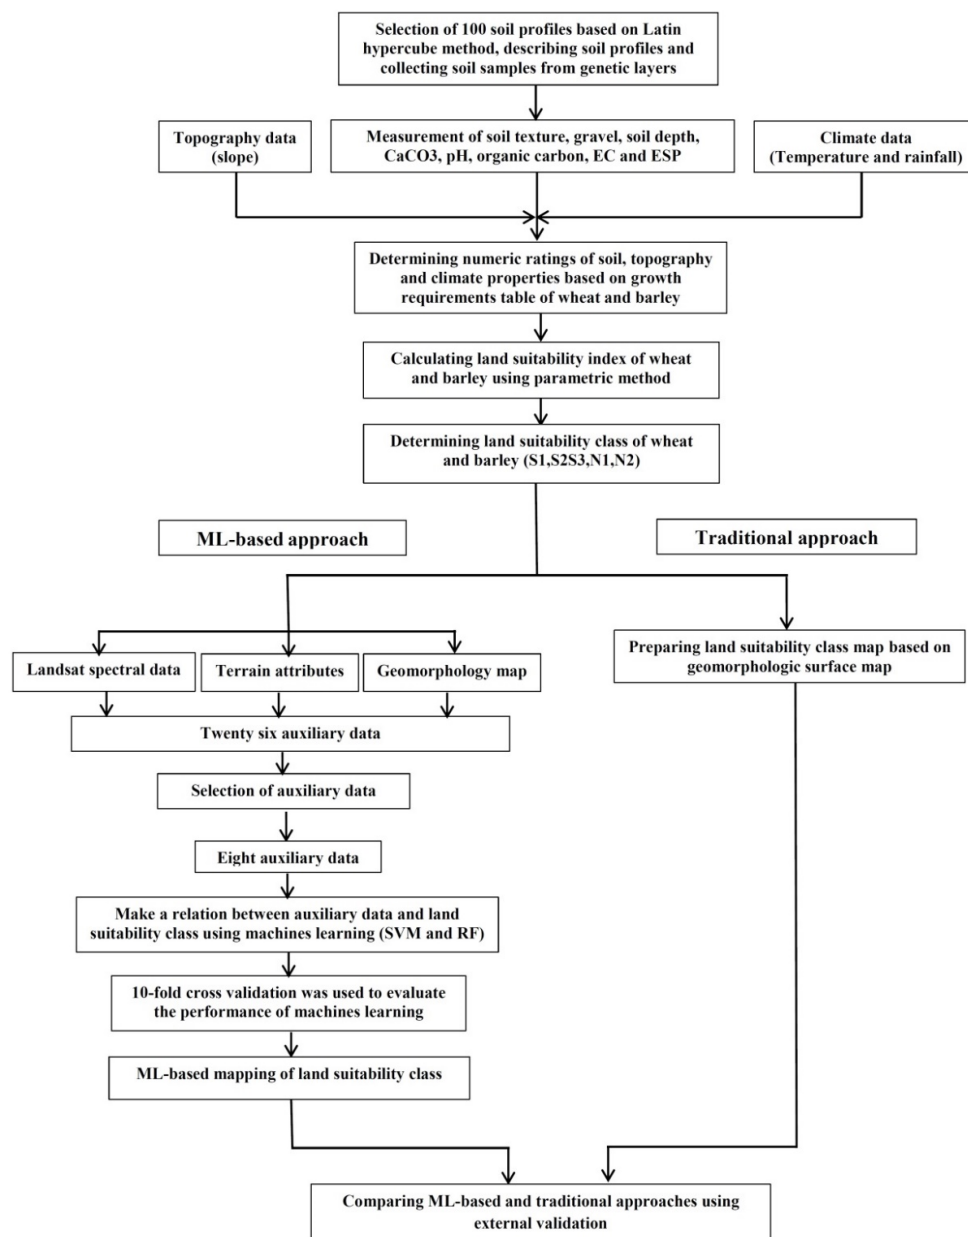 Selection of 100 soil profiles based on Latin
hypercube method, describing soil profiles and
collecting soil samples from genetic layers
Topography data
(slope)
Measurement of soil texture, gravel, soil depth,
CaCO3, pH, organic carbon, EC and ESP
Climate data
(Temperature and rainfall)
Determining numeric ratings of soil, topography
and climate properties based on growth
requirements table of wheat and barley
Calculating land suitability index of wheat
and barley using parametric method
Determining land suitability class of wheat
and barley (S1,S2S3,N1,N2)
ML-based approach
Traditional approach
Landsat spectral data
Terrain attributes
Geomorphology map
Preparing land suitability class map based on
geomorphologic surface map
Twenty six auxiliary data
Selection of auxiliary data
Eight auxiliary data
Make a relation between auxiliary data and land
suitability class using machines learning (SVM and RF)
10-fold cross validation was used to evaluate
the performance of machines learning
ML-based mapping of land suitability class
Comparing ML-based and traditional approaches using
external validation